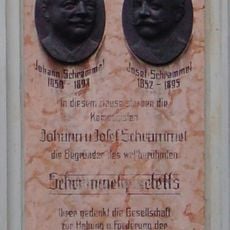 Johann Schrammel
Josef Schrammel
1850 - 1893
1852 - 1895
In diesem Hause starben die
Komponisten
Johann u Josef Schrammel
die Begründer des weltberühmten
Schrammelquartetts
Ihrer gedenkt die Gesellschaft
zur Hebung u Förderung der